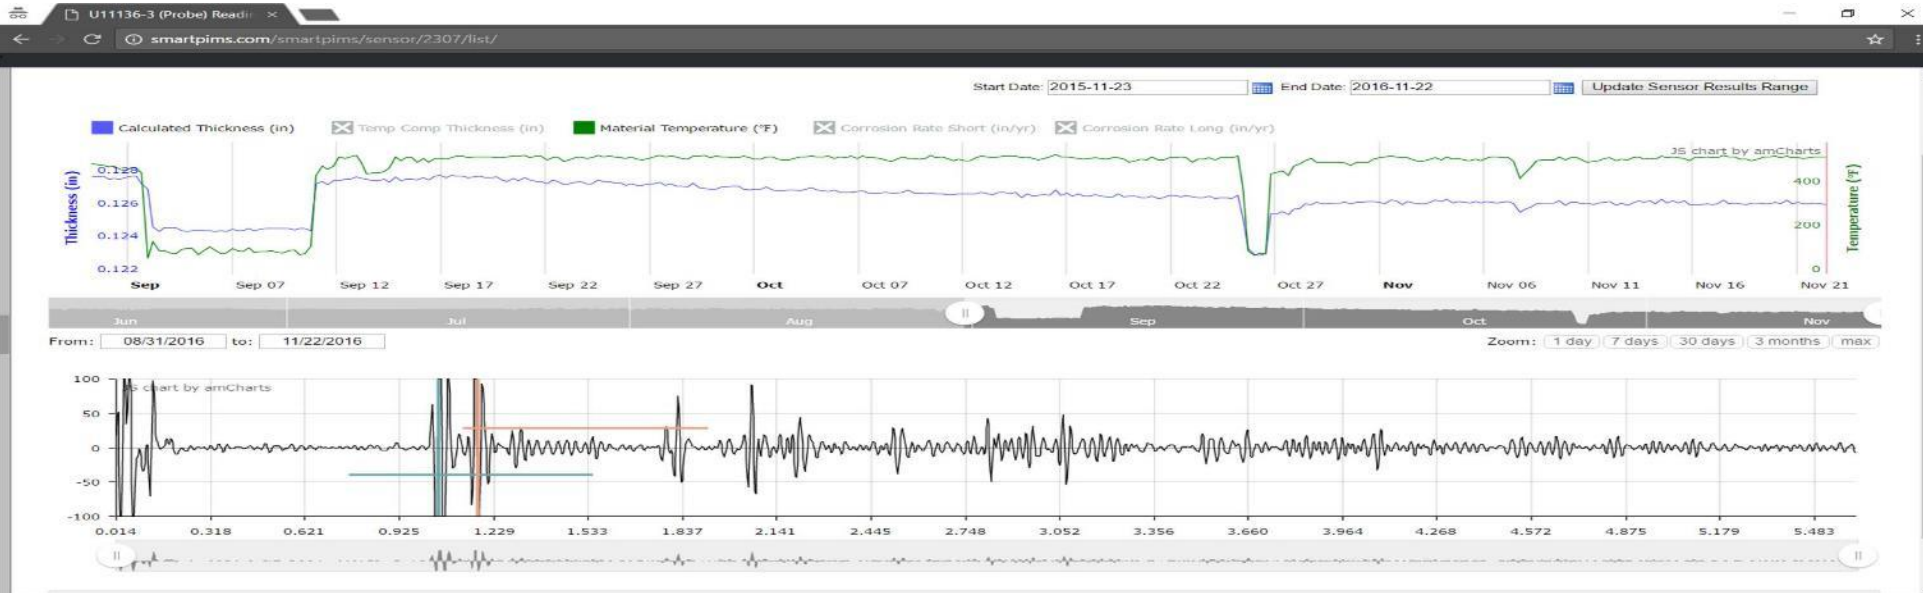 U11136-3 (Probe) Readi
smartpims.com/smartpims/sensor/2307/list/
Start Date: 2015-11-23 End Date: 2016-11-22 Update Sensor Results Range
Calculated Thickness (in) Temp Comp Thickness (in) Material Temperature (°F) Corrosion Rate Short (in/yr) Corrosion Rate Long (in/yr)
JS chart by amCharts
Thickness (in)
0.128
0.126
0.124
0.122
400
200
0
Temperature (°F)
Sep Sep 07 Sep 12 Sep 17 Sep 22 Sep 27 Oct Oct 07 Oct 12 Oct 17 Oct 22 Oct 27 Nov Nov 06 Nov 11 Nov 16 Nov 21
Jun Jul Aug Sep Oct Nov
From: 08/31/2016 to: 11/22/2016 Zoom: 1 day 7 days 30 days 3 months max
JS chart by amCharts
100
50
0
-50
-100
0.014 0.318 0.621 0.925 1.229 1.533 1.837 2.141 2.445 2.748 3.052 3.356 3.660 3.964 4.268 4.572 4.875 5.179 5.483